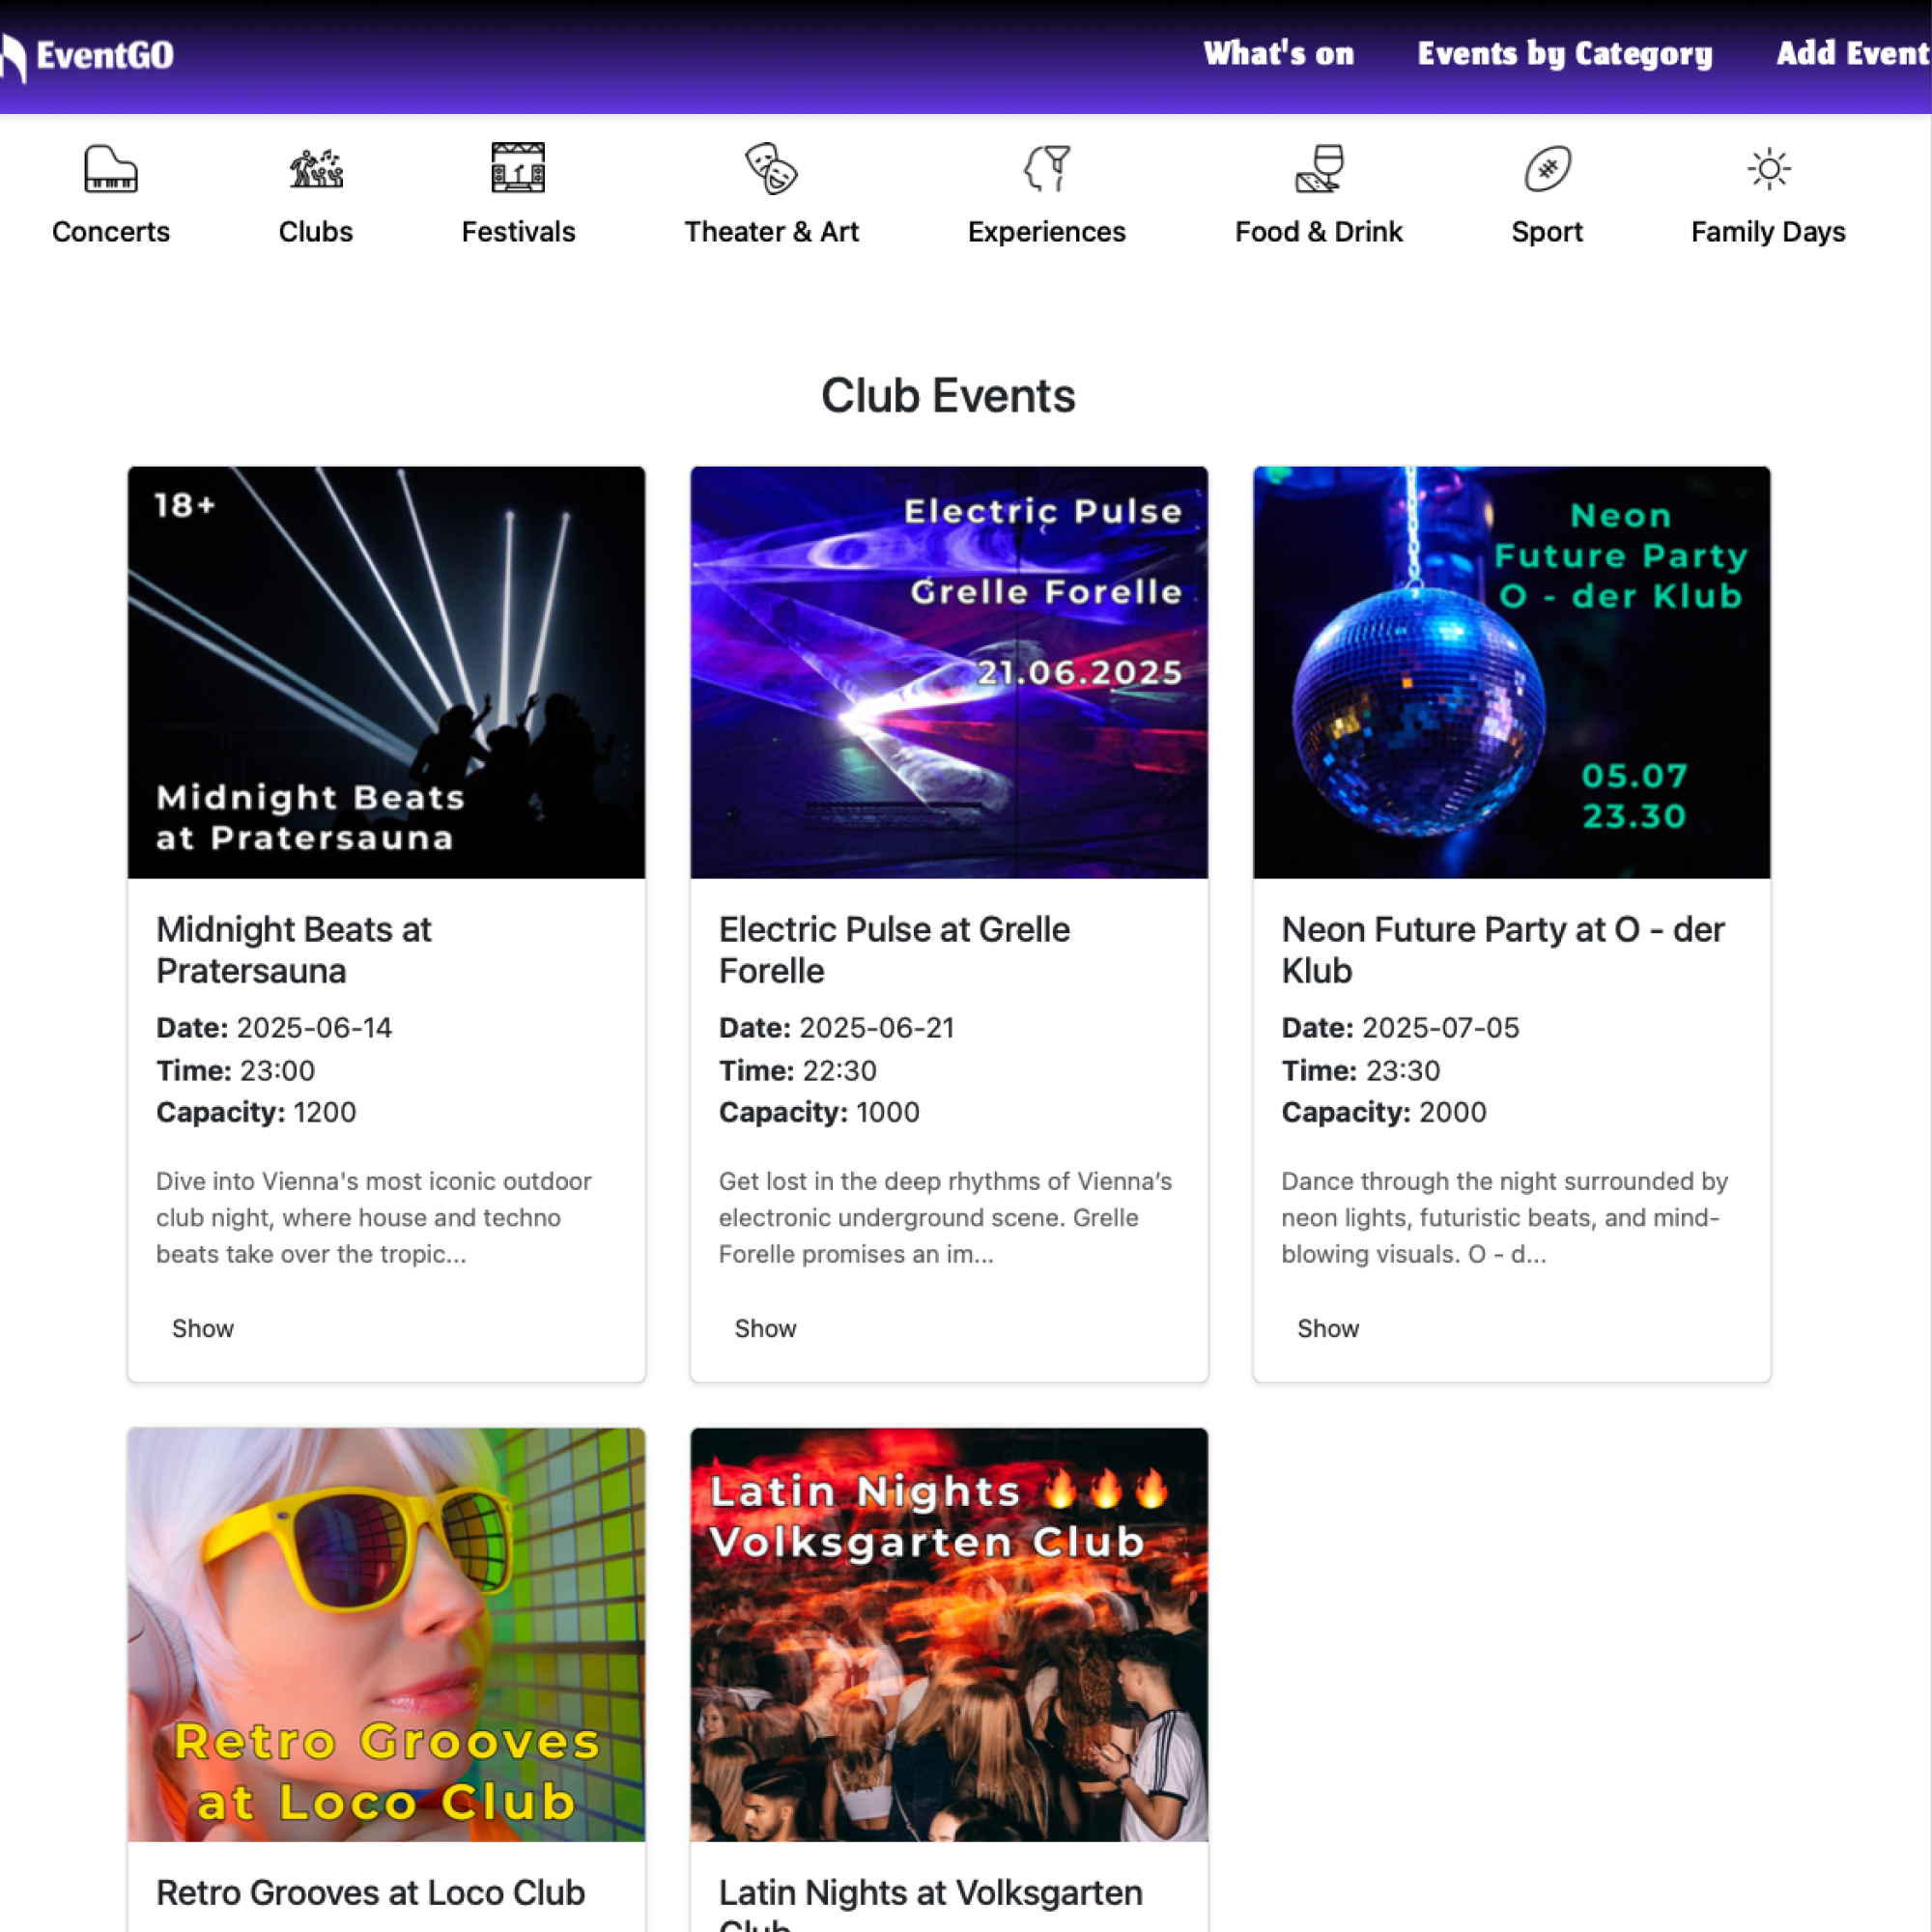 EventGO
What's on Events by Category Add Event
Concerts Clubs Festivals Theater & Art Experiences Food & Drink Sport Family Days
Club Events
18+
Midnight Beats
at Pratersauna
Midnight Beats at
Pratersauna
Date: 2025-06-14
Time: 23:00
Capacity: 1200
Dive into Vienna's most iconic outdoor
club night, where house and techno
beats take over the tropic...
Show
Electric Pulse
Grelle Forelle
21.06.2025
Electric Pulse at Grelle
Forelle
Date: 2025-06-21
Time: 22:30
Capacity: 1000
Get lost in the deep rhythms of Vienna’s
electronic underground scene. Grelle
Forelle promises an im...
Show
Neon
Future Party
O - der Klub
05.07
23.30
Neon Future Party at O - der
Klub
Date: 2025-07-05
Time: 23:30
Capacity: 2000
Dance through the night surrounded by
neon lights, futuristic beats, and mind-
blowing visuals. O - d...
Show
Retro Grooves
at Loco Club
Retro Grooves at Loco Club
Latin Nights 🔥🔥🔥
Volksgarten Club
Latin Nights at Volksgarten
Club